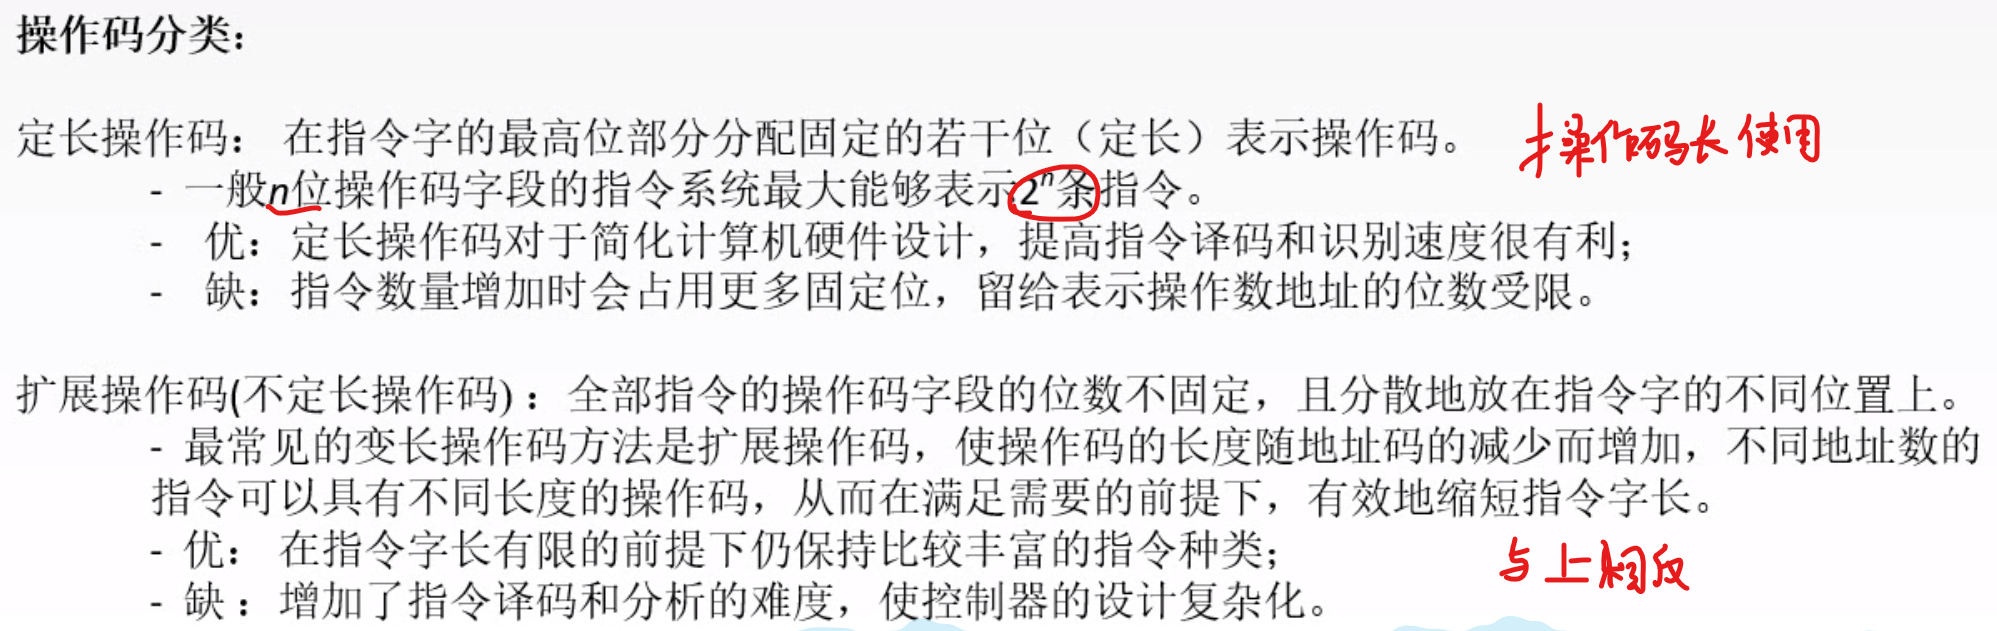 操作码分类：
定长操作码： 在指令字的最高位部分分配固定的若干位（定长）表示操作码。 操作码长使用
- 一般n位操作码字段的指令系统最大能够表示2ⁿ条指令。
- 优：定长操作码对于简化计算机硬件设计，提高指令译码和识别速度很有利；
- 缺：指令数量增加时会占用更多固定位，留给表示操作数地址的位数受限。
扩展操作码(不定长操作码)：全部指令的操作码字段的位数不固定，且分散地放在指令字的不同位置上。
- 最常见的变长操作码方法是扩展操作码，使操作码的长度随地址码的减少而增加，不同地址数的
指令可以具有不同长度的操作码，从而在满足需要的前提下，有效地缩短指令字长。
- 优： 在指令字长有限的前提下仍保持比较丰富的指令种类；
与上相反
- 缺：增加了指令译码和分析的难度，使控制器的设计复杂化。